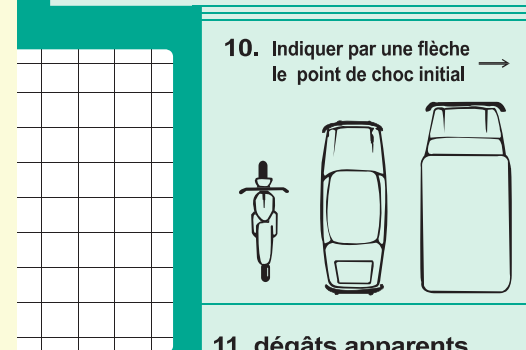 10. Indiquer par une flèche
le point de choc initial
11. dégâts apparents